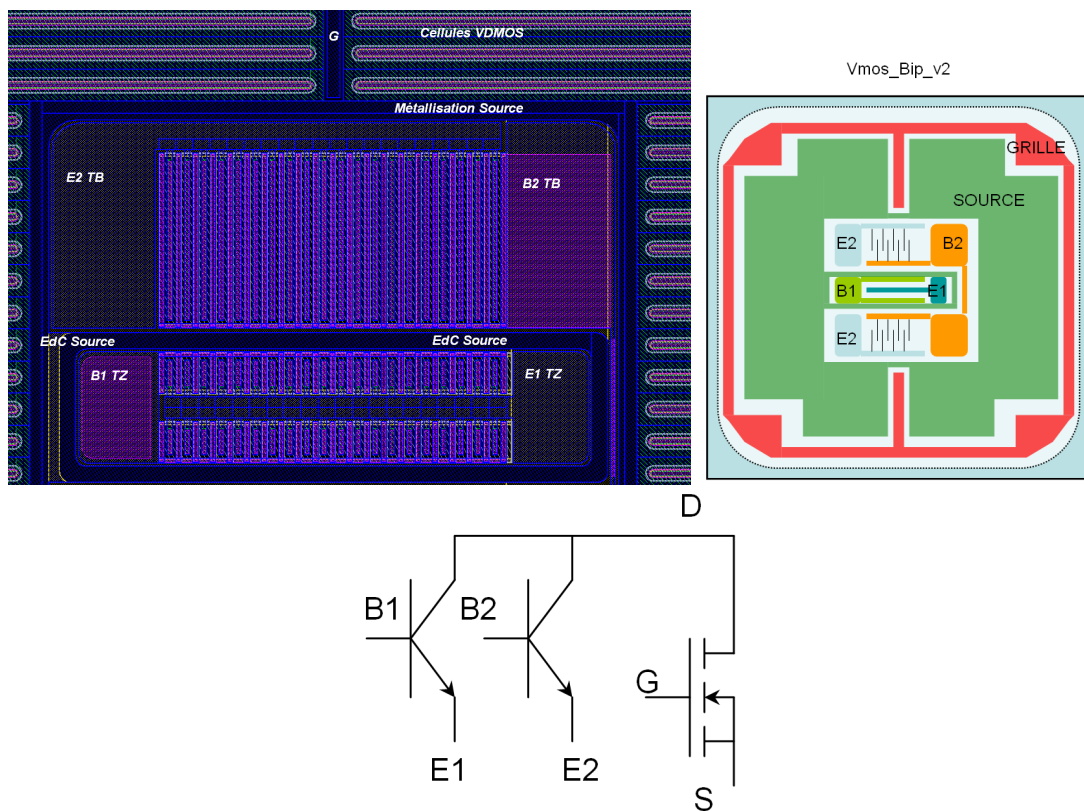 G
Cellules VDMOS
Métallisation Source
E2 TB
B2 TB
EdC Source
EdC Source
B1 TZ
E1 TZ
Vmos_Bip_v2
GRILLE
SOURCE
E2
B2
B1
E1
E2
D
B1
B2
G
E1
E2
S